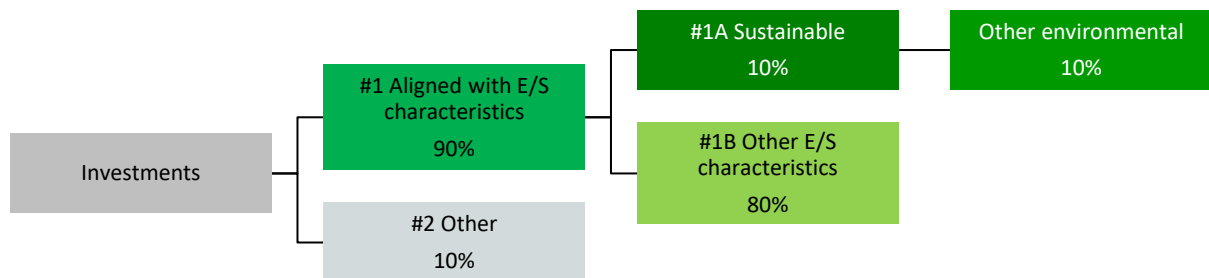 Investments
#1 Aligned with E/S
characteristics
90%
#2 Other
10%
#1A Sustainable
10%
#1B Other E/S
characteristics
80%
Other environmental
10%